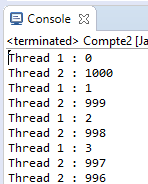 Console
<terminated> Compte2 [Ja
Thread 1 : 0
Thread 2 : 1000
Thread 1 : 1
Thread 2 : 999
Thread 1 : 2
Thread 2 : 998
Thread 1 : 3
Thread 2 : 997
Thread 2 : 996